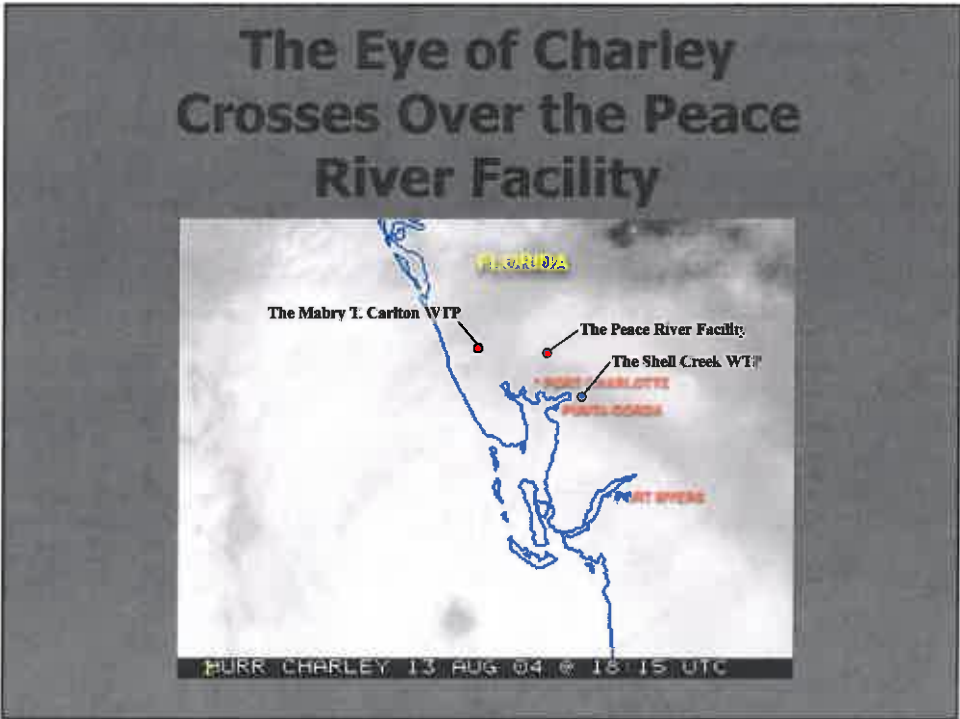 The Eye of Charley
Crosses Over the Peace
River Facility
FLORIDA
The Mabry T. Carlton WTP
The Peace River Facility
The Shell Creek WTP
* PORT CHARLOTTE
PUNTA GORDA
FORT MYERS
HURR CHARLEY 13 AUG 04 @ 18:15 UTC